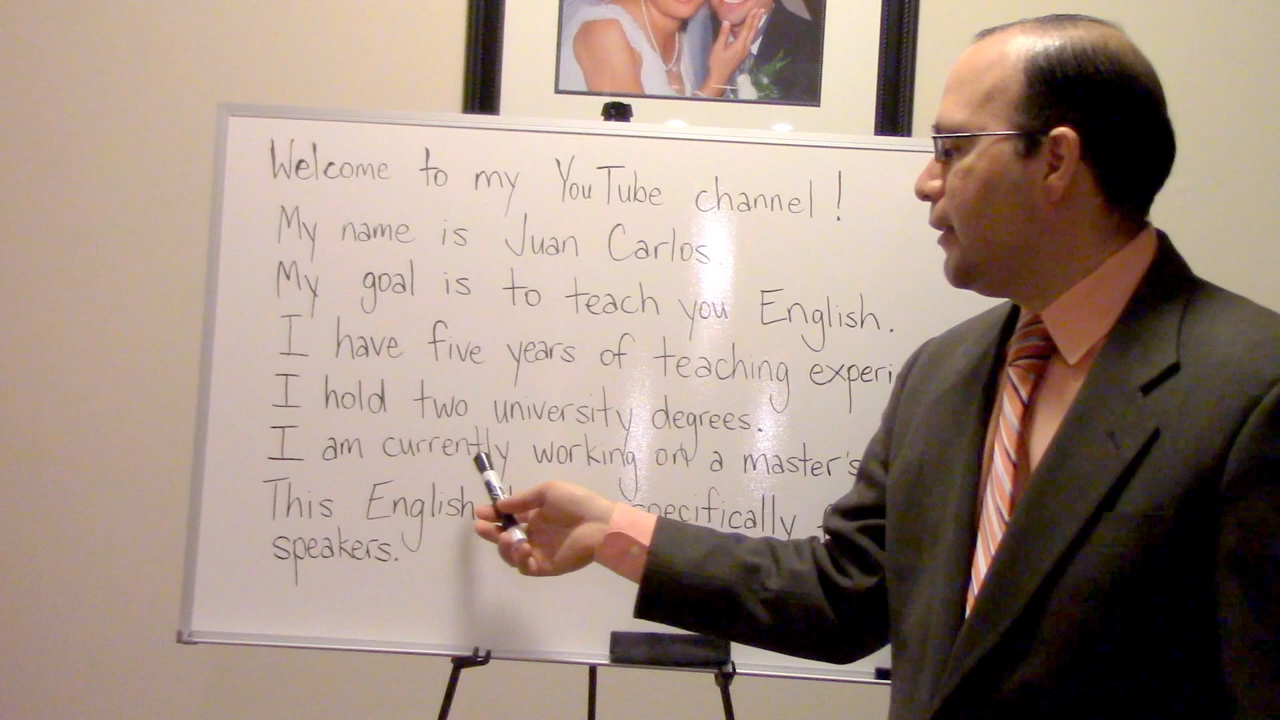 Welcome to my YouTube channel!
My name is Juan Carlos.
My goal is to teach you English.
I have five years of teaching experi
I hold two university degrees.
I am currently working on a master's
This English specifically
speakers.